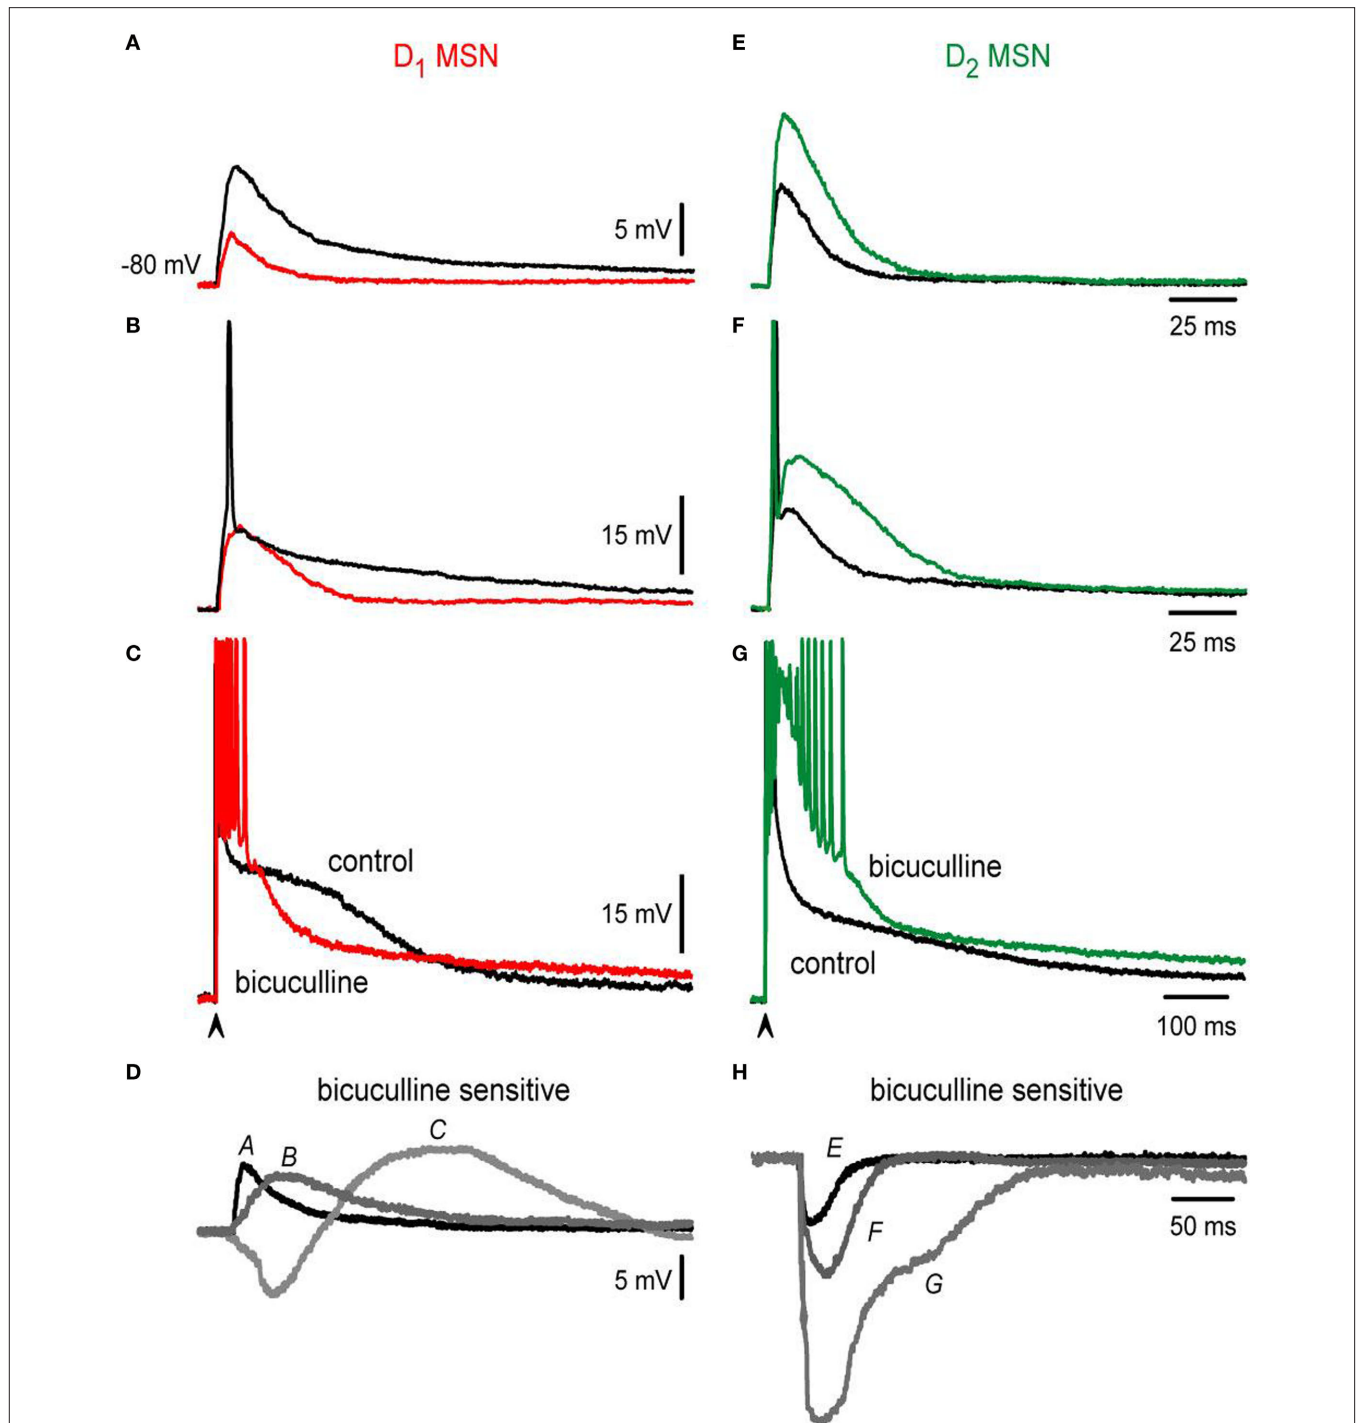 A
D1 MSN
5 mV
-80 mV
B
15 mV
C
control
15 mV
bicuculline
D
bicuculline sensitive
A
B
C
5 mV
E
D2 MSN
25 ms
F
25 ms
G
bicuculline
control
100 ms
H
bicuculline sensitive
E
F
G
50 ms